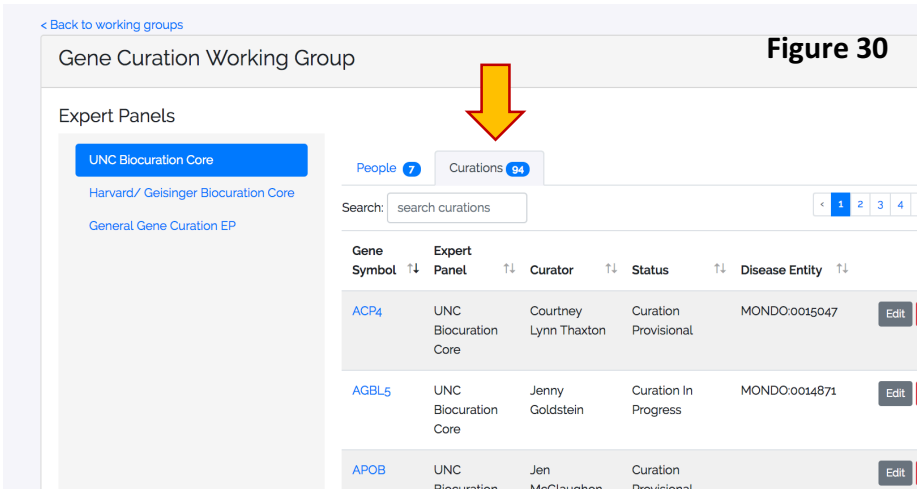 < Back to working groups
Gene Curation Working Group
Figure 30
Expert Panels
UNC Biocuration Core
Harvard/ Geisinger Biocuration Core
General Gene Curation EP
People 7 Curations 94
Search: search curations
‹ 1 2 3 4
Gene Expert
Symbol ↑↓ Panel ↑↓ Curator ↑↓ Status ↑↓ Disease Entity ↑↓
ACP4 UNC Courtney Curation MONDO:0015047 Edit
Biocuration Lynn Thaxton Provisional
Core
AGBL5 UNC Jenny Curation In MONDO:0014871 Edit
Biocuration Goldstein Progress
Core
APOB UNC Jen Curation Edit
Biocuration McGlaughon Provisional